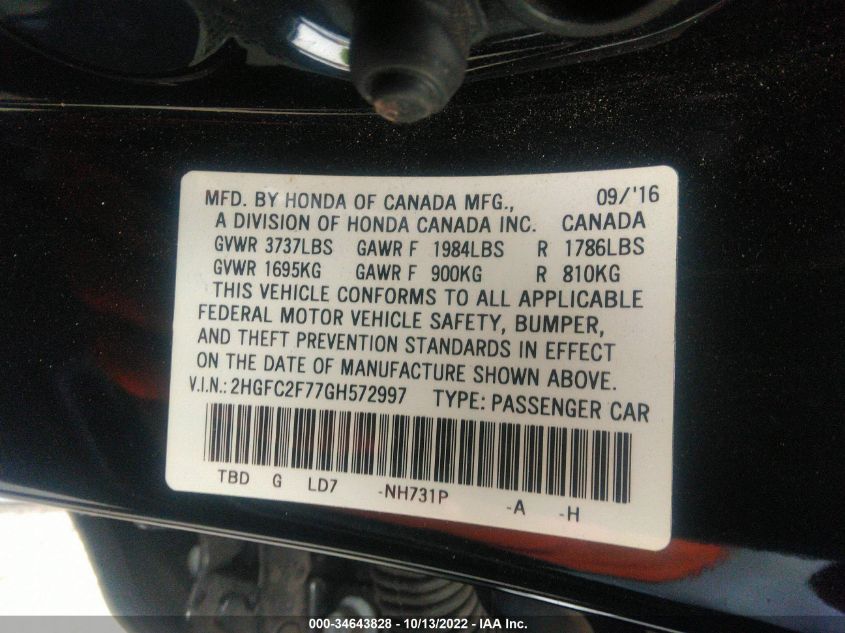 MFD. BY HONDA OF CANADA MFG., 09/'16
A DIVISION OF HONDA CANADA INC. CANADA
GVWR 3737LBS GAWR F 1984LBS R 1786LBS
GVWR 1695KG GAWR F 900KG R 810KG
THIS VEHICLE CONFORMS TO ALL APPLICABLE
FEDERAL MOTOR VEHICLE SAFETY, BUMPER,
AND THEFT PREVENTION STANDARDS IN EFFECT
ON THE DATE OF MANUFACTURE SHOWN ABOVE.
V.I.N.: 2HGFC2F77GH572997 TYPE: PASSENGER CAR
TBD G LD7 -NH731P -A -H
000-34643828 - 10/13/2022 - IAA Inc.